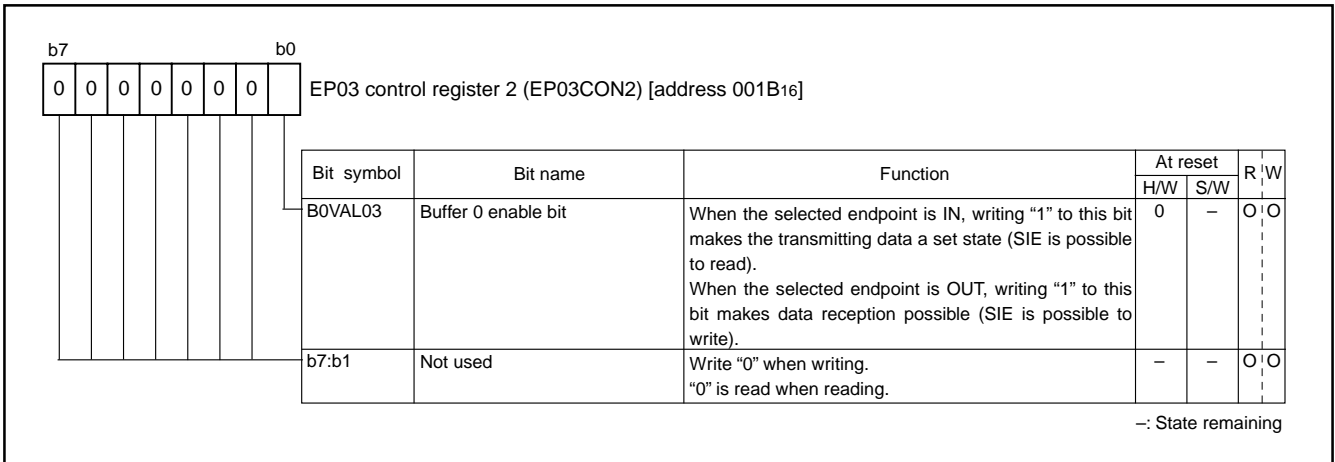 b7 b0
0 0 0 0 0 0 0
EP03 control register 2 (EP03CON2) [address 001B16]
Bit symbol Bit name Function At reset R W
H/W S/W
B0VAL03 Buffer 0 enable bit When the selected endpoint is IN, writing “1” to this bit 0 – O O
makes the transmitting data a set state (SIE is possible
to read).
When the selected endpoint is OUT, writing “1” to this
bit makes data reception possible (SIE is possible to
write).
b7:b1 Not used Write “0” when writing. – – O O
“0” is read when reading.
–: State remaining